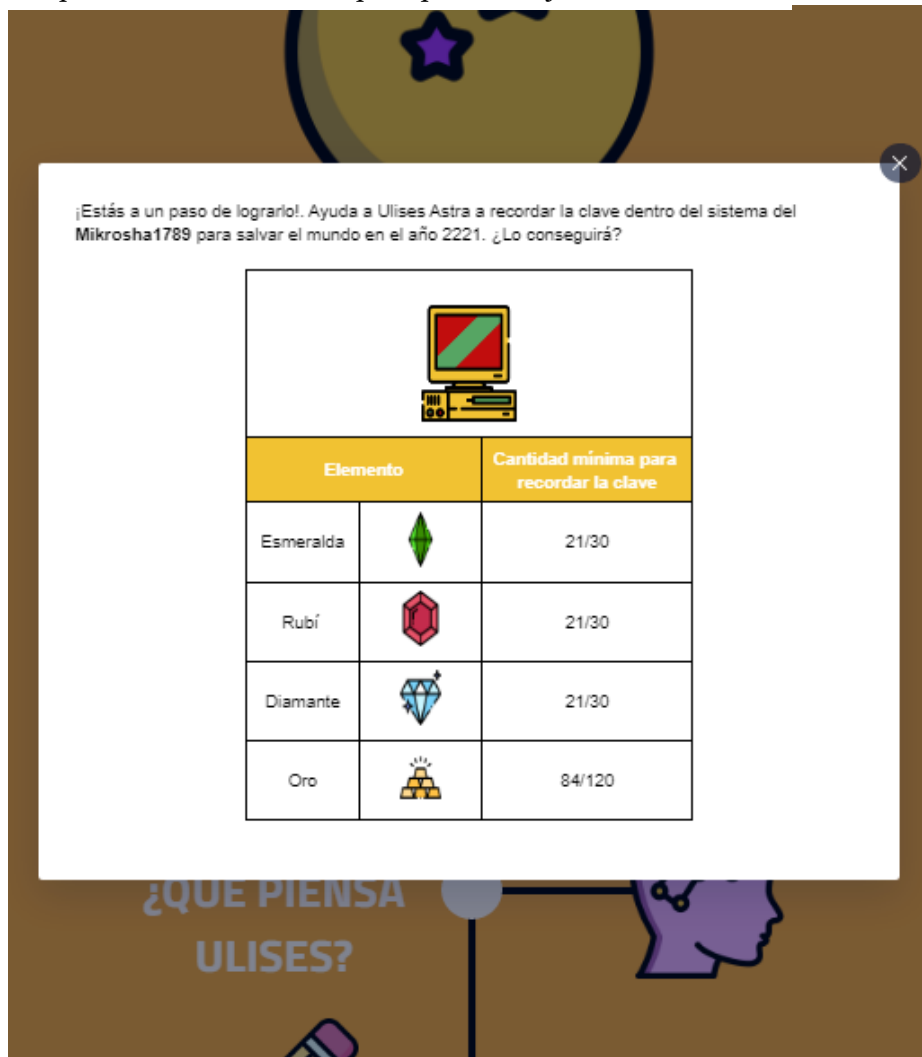 ¡Estás a un paso de lograrlo!. Ayuda a Ulises Astra a recordar la clave dentro del sistema del
Mikrosha1789 para salvar el mundo en el año 2221. ¿Lo conseguirá?
Elemento
Cantidad mínima para
recordar la clave
Esmeralda
21/30
Rubí
21/30
Diamante
21/30
Oro
84/120
¿QUÉ PIENSA
ULISES?